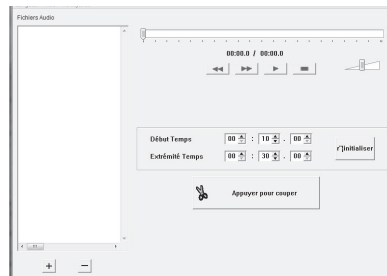 Fichiers Audio
00:00.0 / 00:00.0
Début Temps 00 : 10 . 00
Extrémité Temps 00 : 30 . 00
Appuyer pour couper
+ −